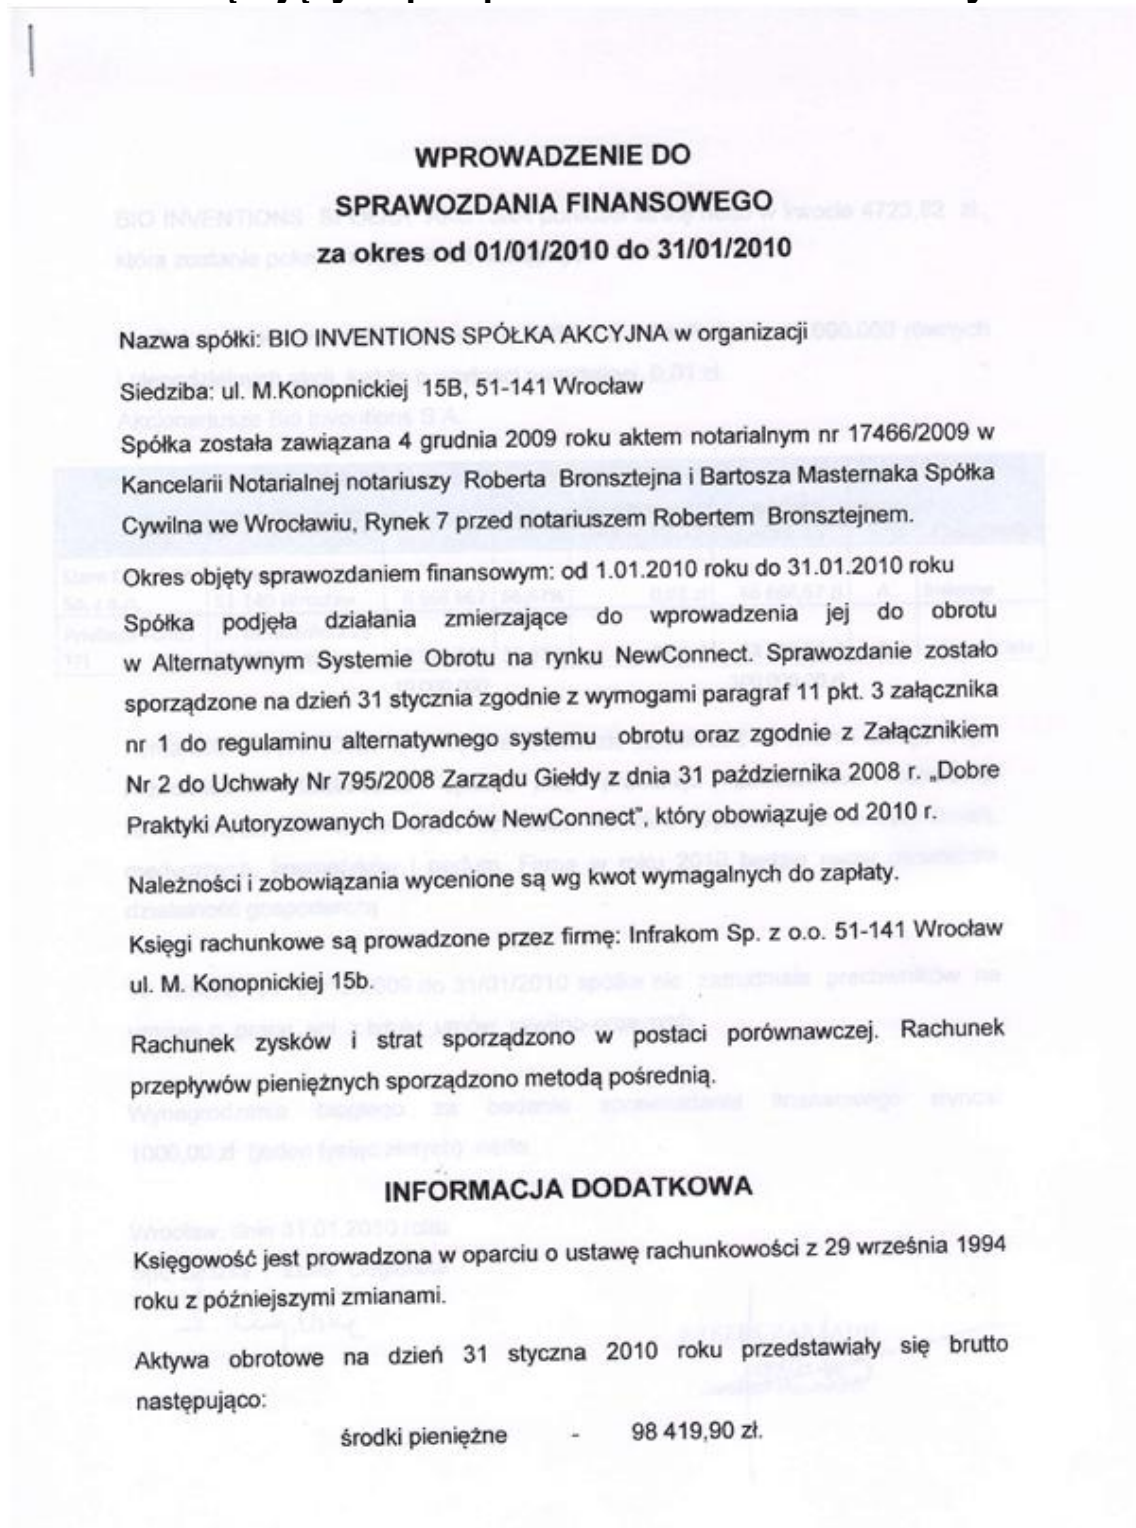 WPROWADZENIE DO
SPRAWOZDANIA FINANSOWEGO
za okres od 01/01/2010 do 31/01/2010
Nazwa spółki: BIO INVENTIONS SPÓŁKA AKCYJNA w organizacji
Siedziba: ul. M.Konopnickiej 15B, 51-141 Wrocław
Spółka została zawiązana 4 grudnia 2009 roku aktem notarialnym nr 17466/2009 w
Kancelarii Notarialnej notariuszy Roberta Bronsztejna i Bartosza Masternaka Spółka
Cywilna we Wrocławiu, Rynek 7 przed notariuszem Robertem Bronsztejnem.
Okres objęty sprawozdaniem finansowym: od 1.01.2010 roku do 31.01.2010 roku
Spółka podjęła działania zmierzające do wprowadzenia jej do obrotu
w Alternatywnym Systemie Obrotu na rynku NewConnect. Sprawozdanie zostało
sporządzone na dzień 31 stycznia zgodnie z wymogami paragraf 11 pkt. 3 załącznika
nr 1 do regulaminu alternatywnego systemu obrotu oraz zgodnie z Załącznikiem
Nr 2 do Uchwały Nr 795/2008 Zarządu Giełdy z dnia 31 października 2008 r. „Dobre
Praktyki Autoryzowanych Doradców NewConnect”, który obowiązuje od 2010 r.
Należności i zobowiązania wycenione są wg kwot wymagalnych do zapłaty.
Księgi rachunkowe są prowadzone przez firmę: Infrakom Sp. z o.o. 51-141 Wrocław
ul. M. Konopnickiej 15b.
Rachunek zysków i strat sporządzono w postaci porównawczej. Rachunek
przepływów pieniężnych sporządzono metodą pośrednią.
INFORMACJA DODATKOWA
Księgowość jest prowadzona w oparciu o ustawę rachunkowości z 29 września 1994
roku z późniejszymi zmianami.
Aktywa obrotowe na dzień 31 styczna 2010 roku przedstawiały się brutto
następująco:
środki pieniężne - 98 419,90 zł.